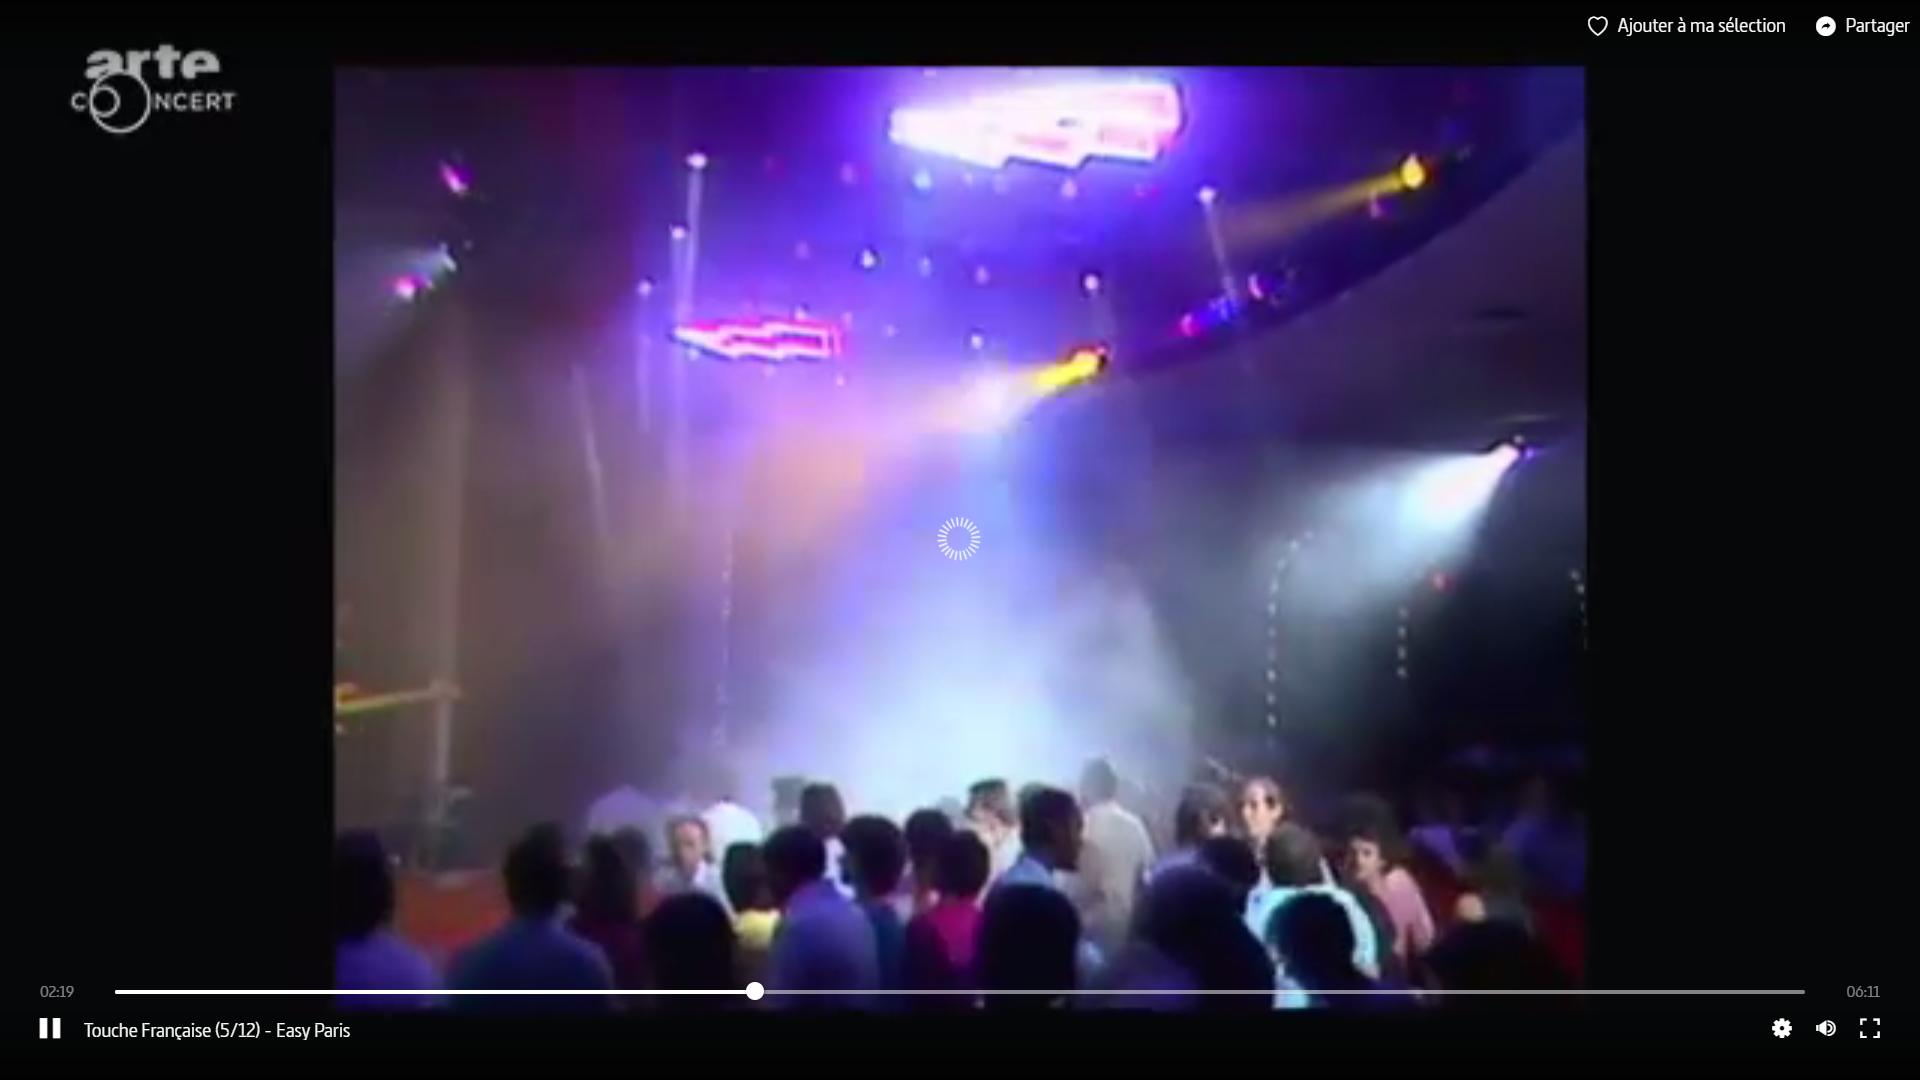 Ajouter à ma sélection
Partager
arte
CONCERT
02:19
06:11
Touche Française (5/12) - Easy Paris